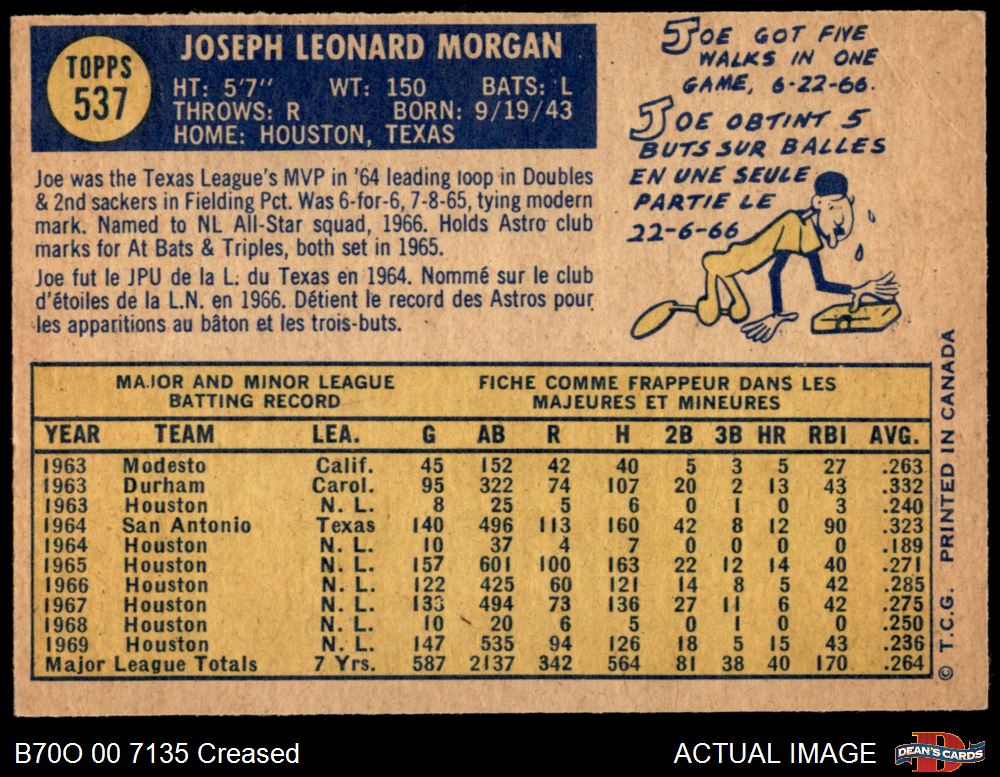 TOPPS
537
JOSEPH LEONARD MORGAN
HT: 5'7" WT: 150 BATS: L
THROWS: R BORN: 9/19/43
HOME: HOUSTON, TEXAS
JOE GOT FIVE
WALKS IN ONE
GAME, 6-22-66.
JOE OBTINT 5
BUTS SUR BALLES
EN UNE SEULE
PARTIE LE
22-6-66
Joe was the Texas League's MVP in '64 leading loop in Doubles
& 2nd sackers in Fielding Pct. Was 6-for-6, 7-8-65, tying modern
mark. Named to NL All-Star squad, 1966. Holds Astro club
marks for At Bats & Triples, both set in 1965.
Joe fut le JPU de la L. du Texas en 1964. Nommé sur le club
d'étoiles de la L.N. en 1966. Détient le record des Astros pour
les apparitions au bâton et les trois-buts.
MAJOR AND MINOR LEAGUE
BATTING RECORD
FICHE COMME FRAPPEUR DANS LES
MAJEURES ET MINEURES
YEAR TEAM LEA. G AB R H 2B 3B HR RBI AVG.
1963 Modesto Calif. 45 152 42 40 5 3 5 27 .263
1963 Durham Carol. 95 322 74 107 20 2 13 43 .332
1963 Houston N. L. 8 25 5 6 0 1 0 3 .240
1964 San Antonio Texas 140 496 113 160 42 8 12 90 .323
1964 Houston N. L. 10 37 4 7 0 0 0 0 .189
1965 Houston N. L. 157 601 100 163 22 12 14 40 .271
1966 Houston N. L. 122 425 60 121 14 8 5 42 .285
1967 Houston N. L. 133 494 73 136 27 11 6 42 .275
1968 Houston N. L. 10 20 6 5 0 1 0 0 .250
1969 Houston N. L. 147 535 94 126 18 5 15 43 .236
Major League Totals 7 Yrs. 587 2137 342 564 81 38 40 170 .264
© T.C.G. PRINTED IN CANADA
B70O 00 7135 Creased
ACTUAL IMAGE
DEAN'S CARDS